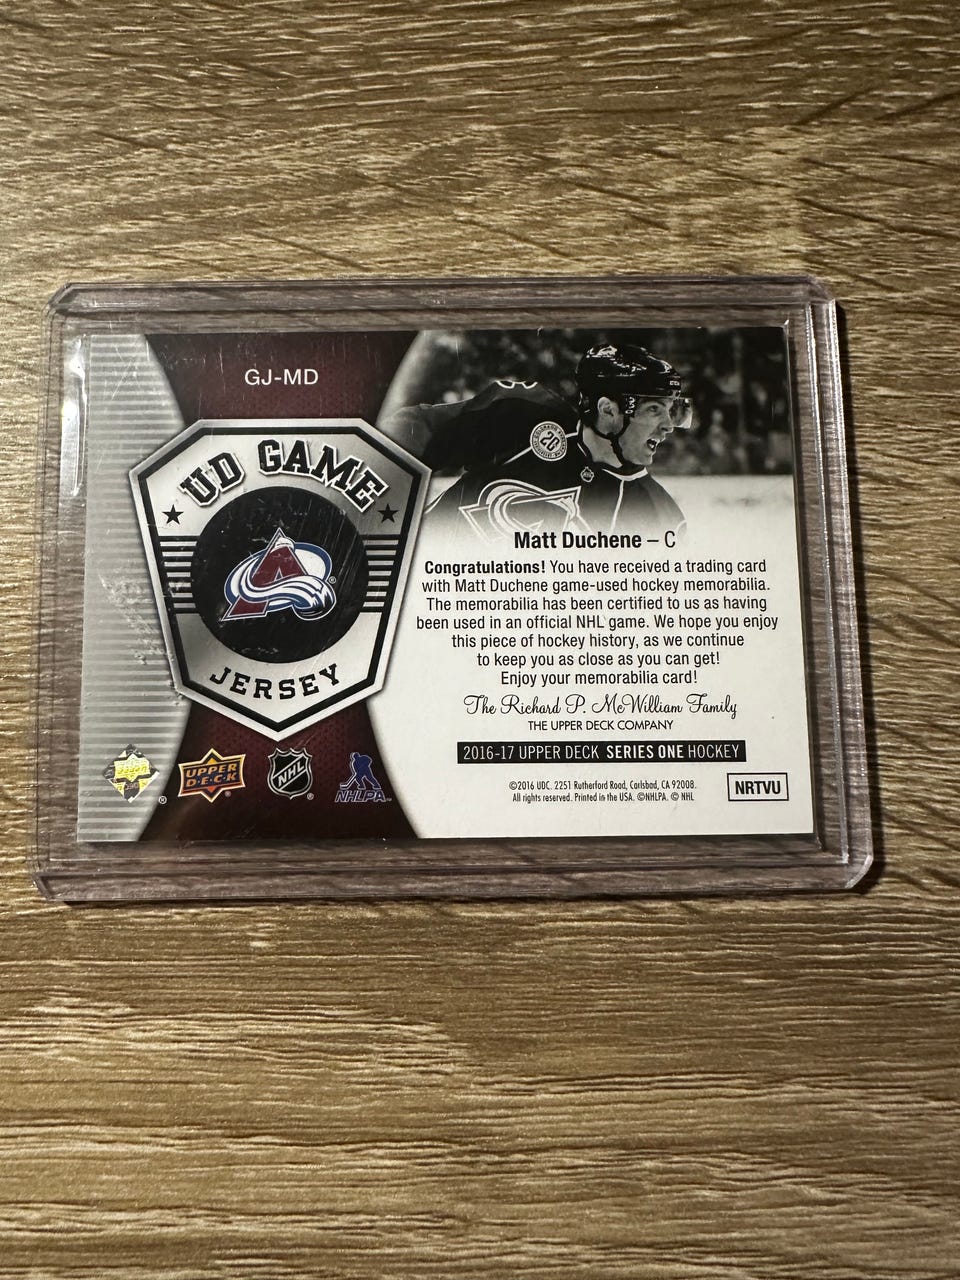 GJ-MD
UD GAME
JERSEY
20
Matt Duchene – C
Congratulations! You have received a trading card
with Matt Duchene game-used hockey memorabilia.
The memorabilia has been certified to us as having
been used in an official NHL game. We hope you enjoy
this piece of hockey history, as we continue
to keep you as close as you can get!
Enjoy your memorabilia card!
The Richard P. McWilliam Family
THE UPPER DECK COMPANY
2016-17 UPPER DECK SERIES ONE HOCKEY
UPPER
DECK
NHL
NHLPA
©2016 UDC. 2251 Rutherford Road, Carlsbad, CA 92008.
All rights reserved. Printed in the USA. ©NHLPA. © NHL
NRTVU